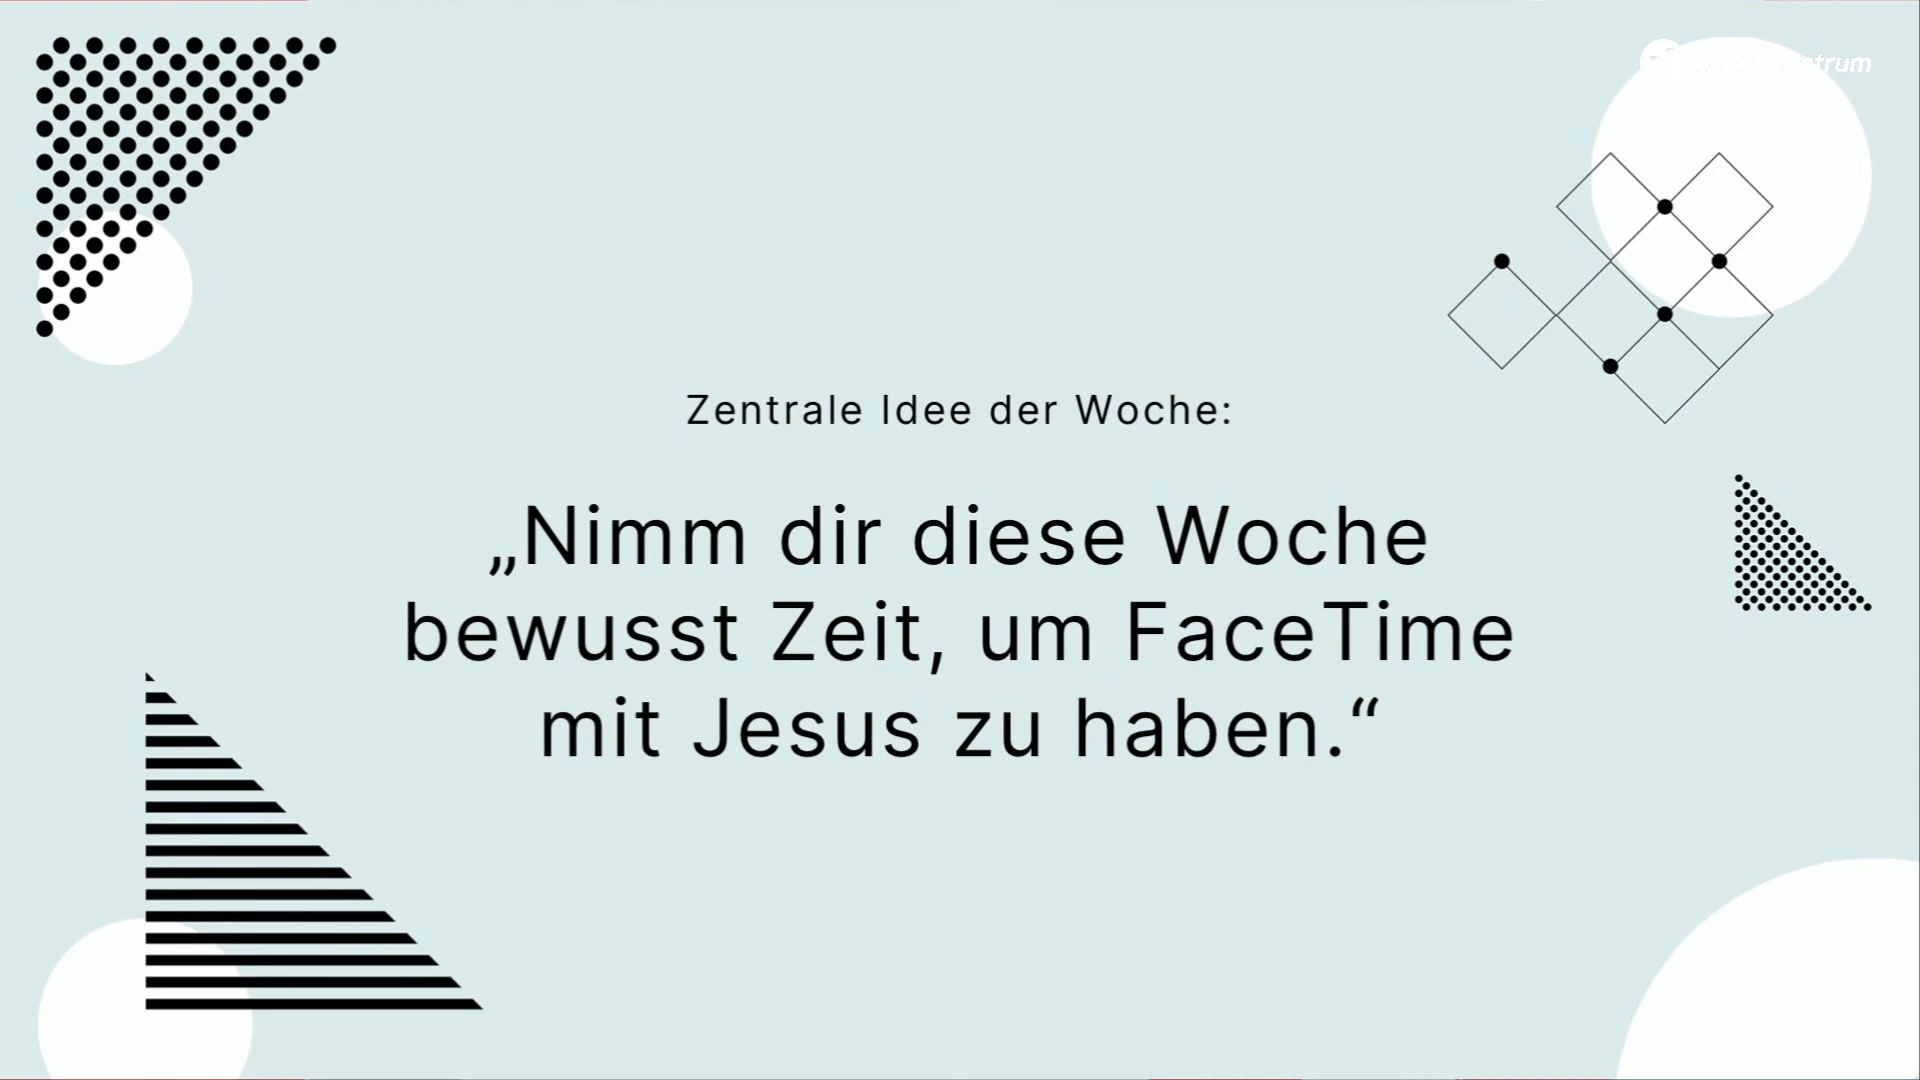 Zentrale Idee der Woche:
„Nimm dir diese Woche
bewusst Zeit, um FaceTime
mit Jesus zu haben.“